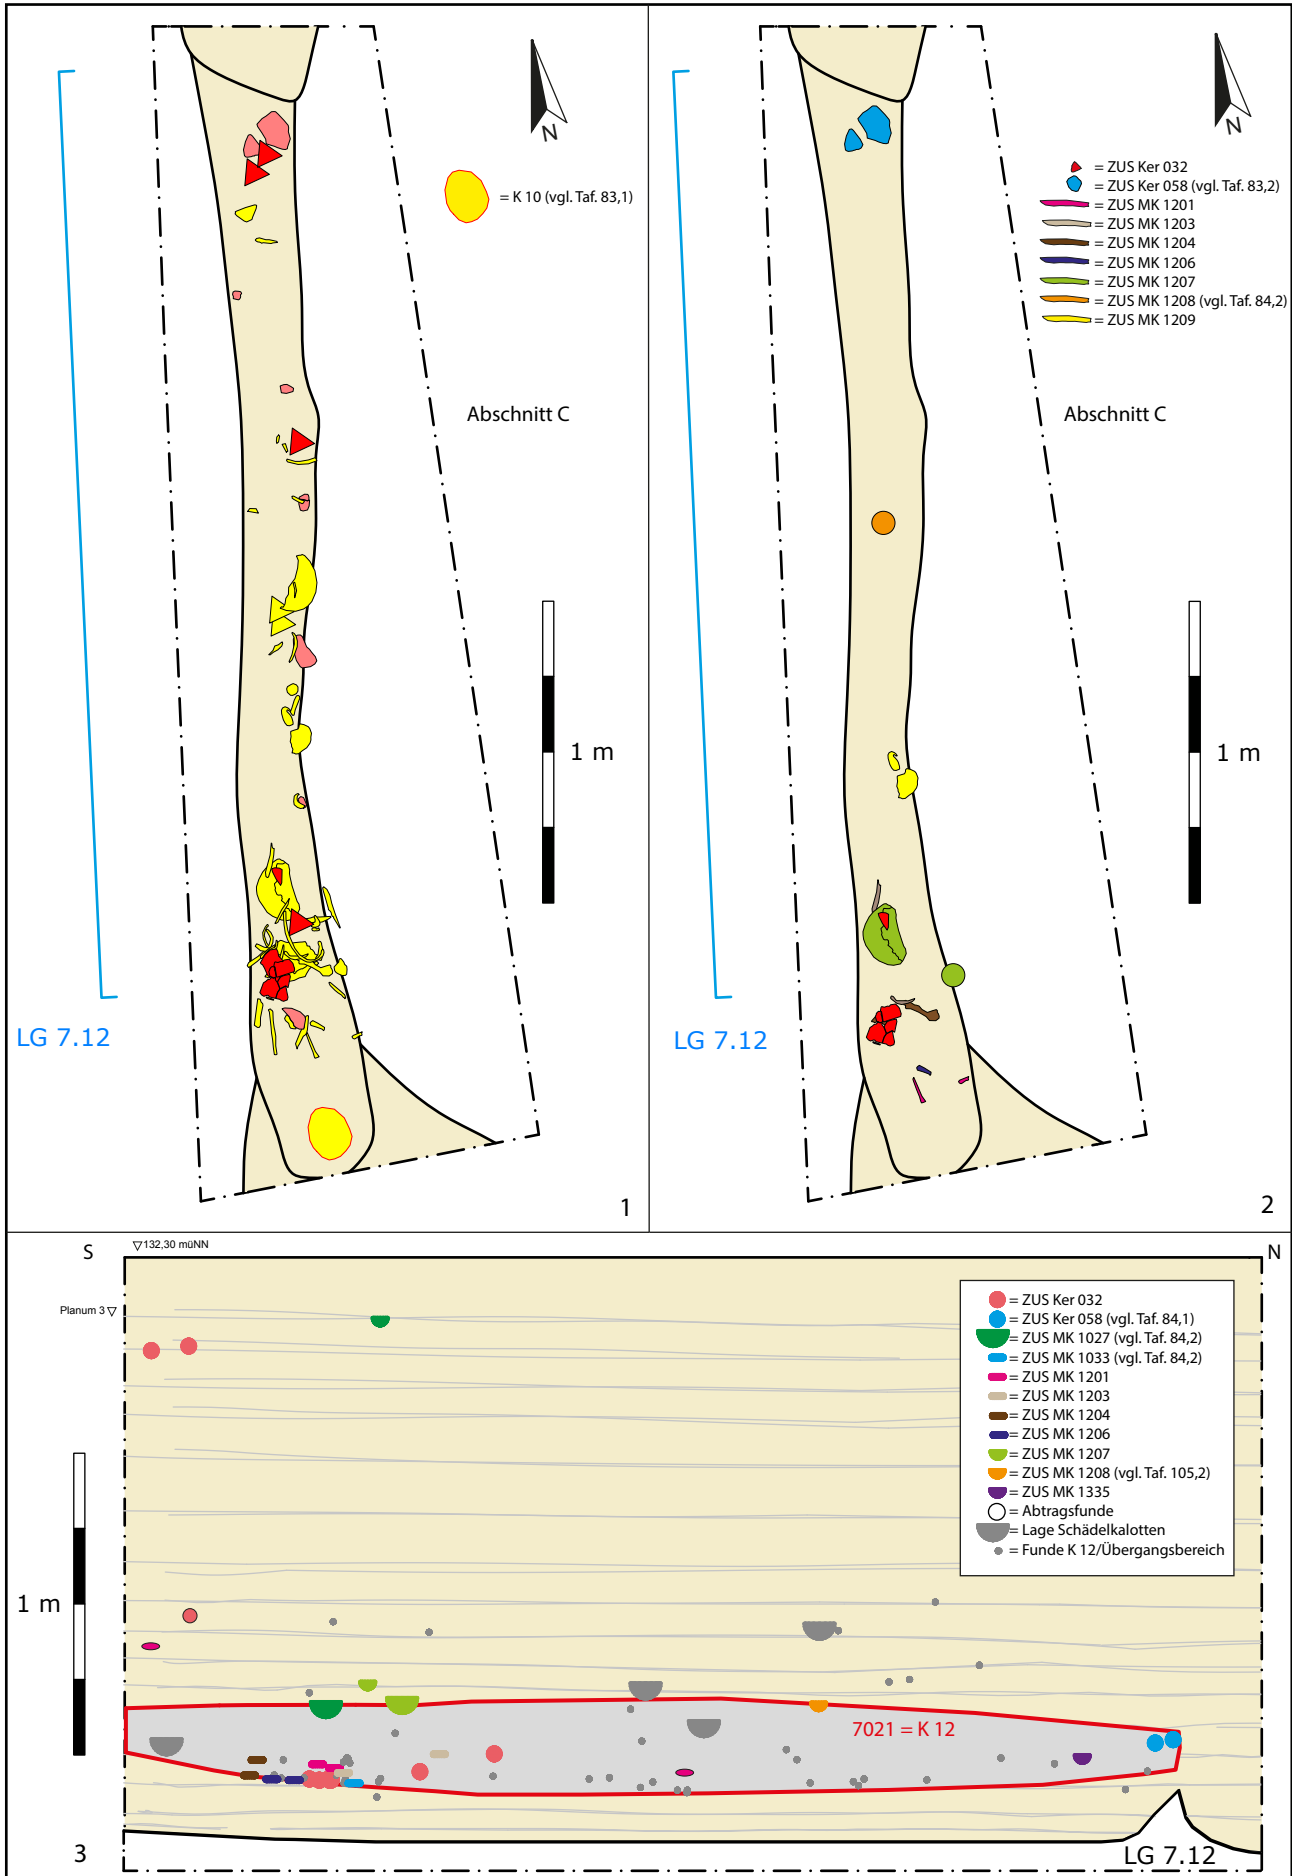 N
= K 10 (vgl. Taf. 83,1)
Abschnitt C
1 m
LG 7.12
1
N
= ZUS Ker 032
= ZUS Ker 058 (vgl. Taf. 83,2)
= ZUS MK 1201
= ZUS MK 1203
= ZUS MK 1204
= ZUS MK 1206
= ZUS MK 1207
= ZUS MK 1208 (vgl. Taf. 84,2)
= ZUS MK 1209
Abschnitt C
1 m
LG 7.12
2
S
132,30 müNN
N
Planum 3
= ZUS Ker 032
= ZUS Ker 058 (vgl. Taf. 84,1)
= ZUS MK 1027 (vgl. Taf. 84,2)
= ZUS MK 1033 (vgl. Taf. 84,2)
= ZUS MK 1201
= ZUS MK 1203
= ZUS MK 1204
= ZUS MK 1206
= ZUS MK 1207
= ZUS MK 1208 (vgl. Taf. 105,2)
= ZUS MK 1335
= Abtragsfunde
= Lage Schädelkalotten
= Funde K 12/Übergangsbereich
1 m
7021 = K 12
3
LG 7.12